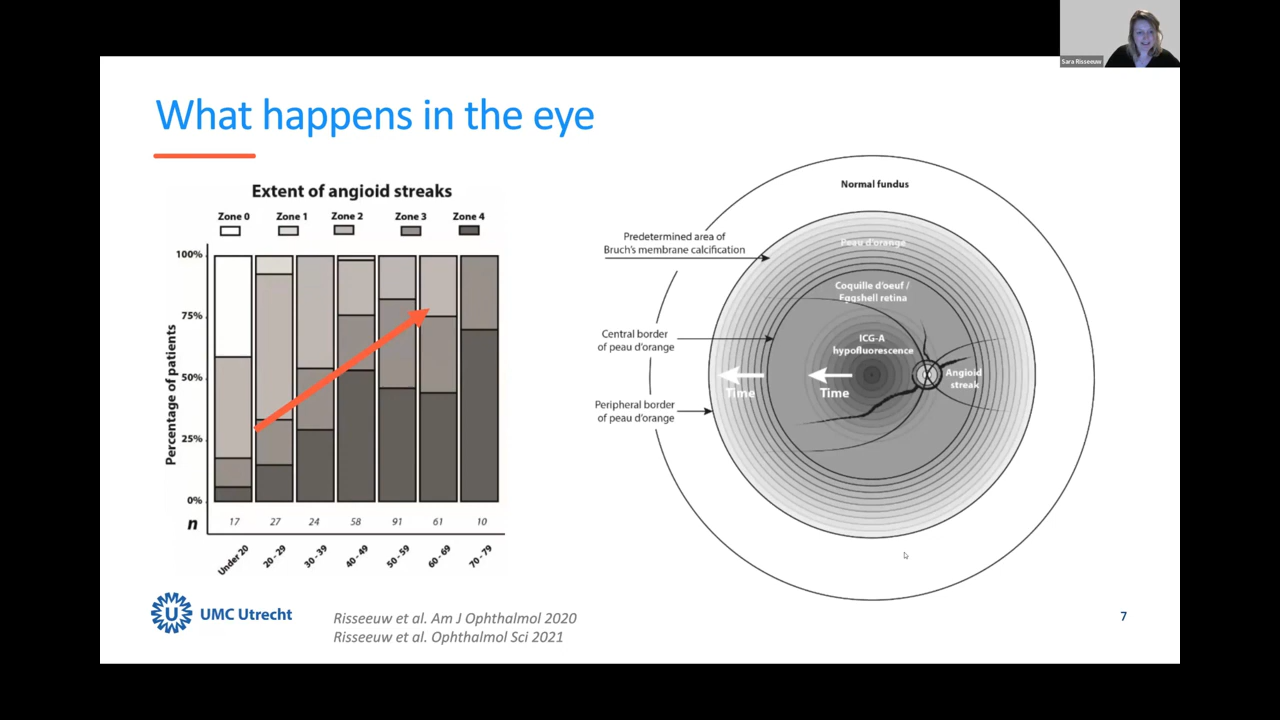 Sara Risseeuw
What happens in the eye
Extent of angioid streaks
Zone 0 Zone 1 Zone 2 Zone 3 Zone 4
Percentage of patients
100%
75%
50%
25%
0%
n 17 27 24 58 91 61 10
Under 20 20 - 29 30 - 39 40 - 49 50 - 59 60 - 69 70 - 79
Normal fundus
Predetermined area of
Bruch's membrane calcification
Peau d'orange
Coquille d'oeuf /
Eggshell retina
Central border
of peau d'orange
ICG-A
hypofluorescence
Angioid
streak
Time
Time
Peripheral border
of peau d'orange
U
UMC Utrecht
Risseeuw et al. Am J Ophthalmol 2020
Risseeuw et al. Ophthalmol Sci 2021
7